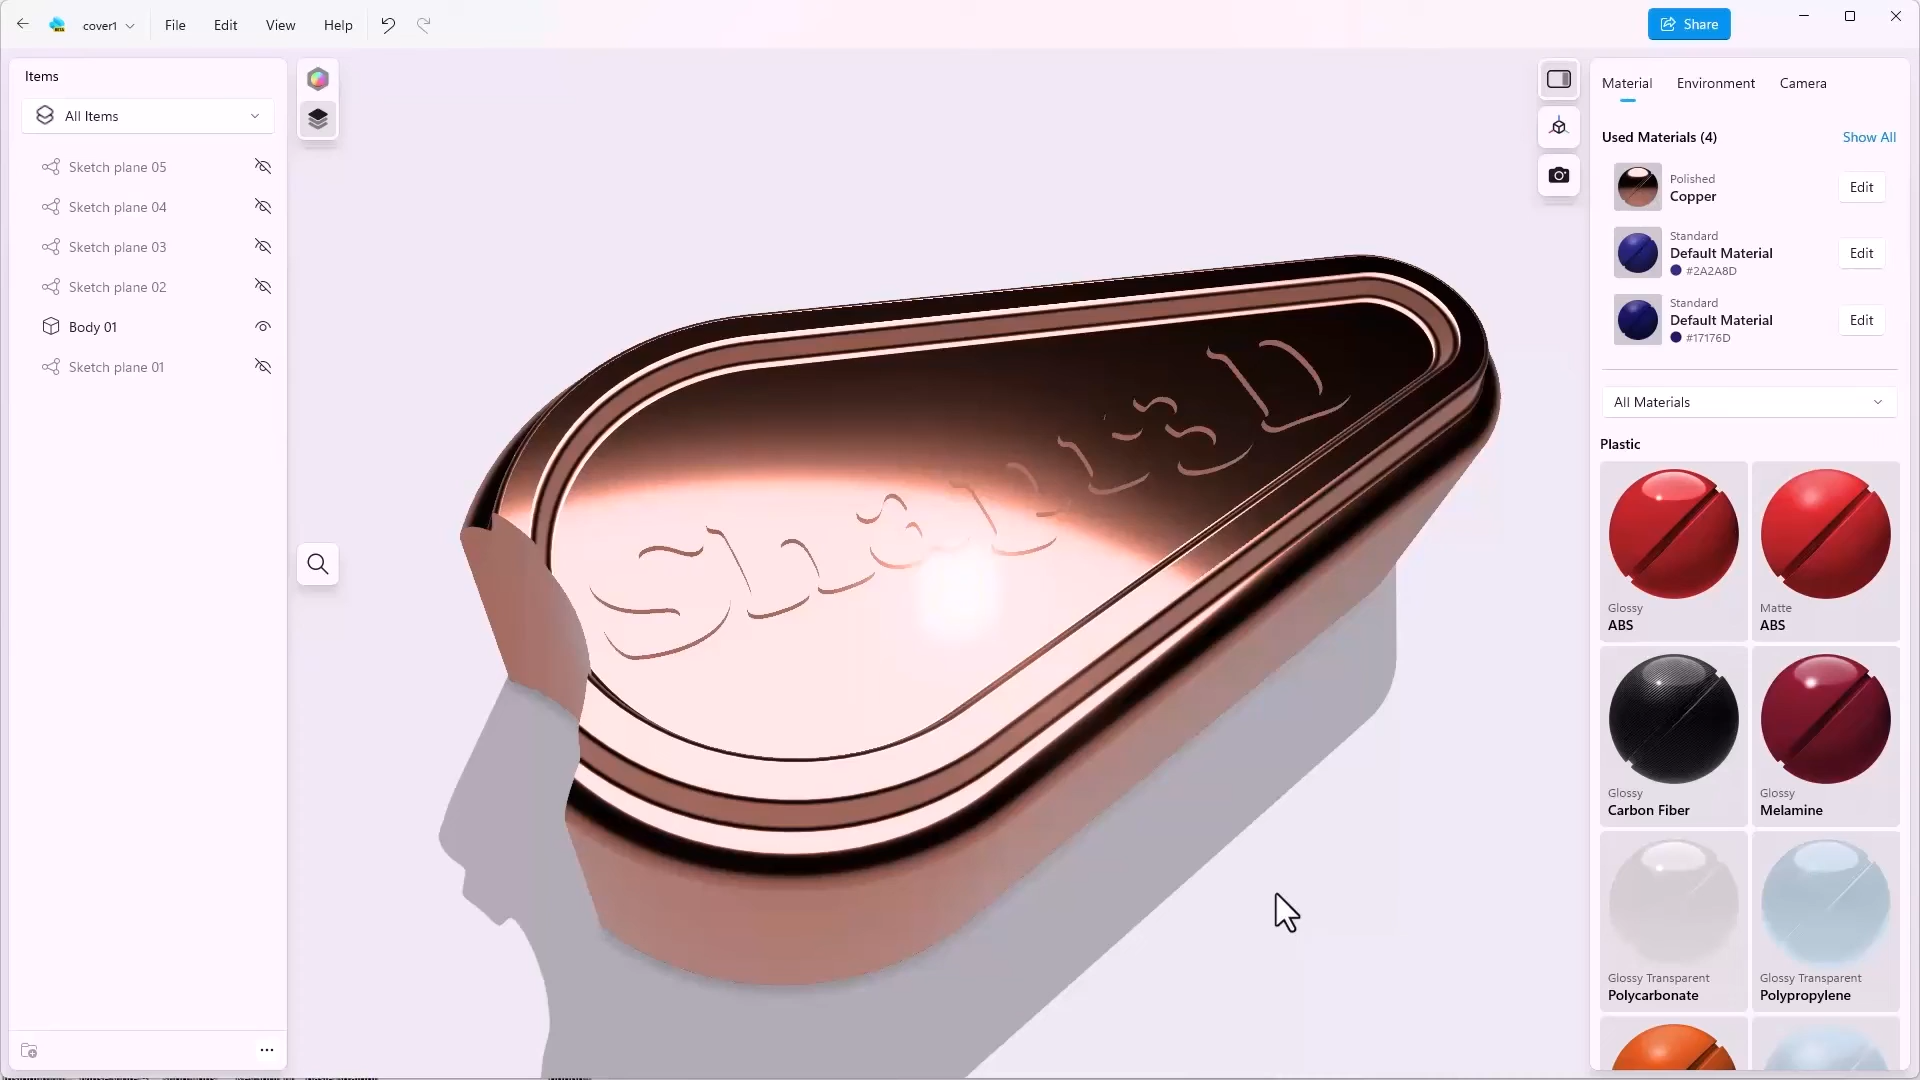 cover1
File
Edit
View
Help
Share
Items
All Items
Sketch plane 05
Sketch plane 04
Sketch plane 03
Sketch plane 02
Body 01
Sketch plane 01
Material
Environment
Camera
Used Materials (4)
Show All
Polished
Copper
Edit
Standard
Default Material
#2A2A8D
Edit
Standard
Default Material
#17176D
Edit
All Materials
Plastic
Glossy
ABS
Matte
ABS
Glossy
Carbon Fiber
Glossy
Melamine
Glossy Transparent
Polycarbonate
Glossy Transparent
Polypropylene
Shapr3D